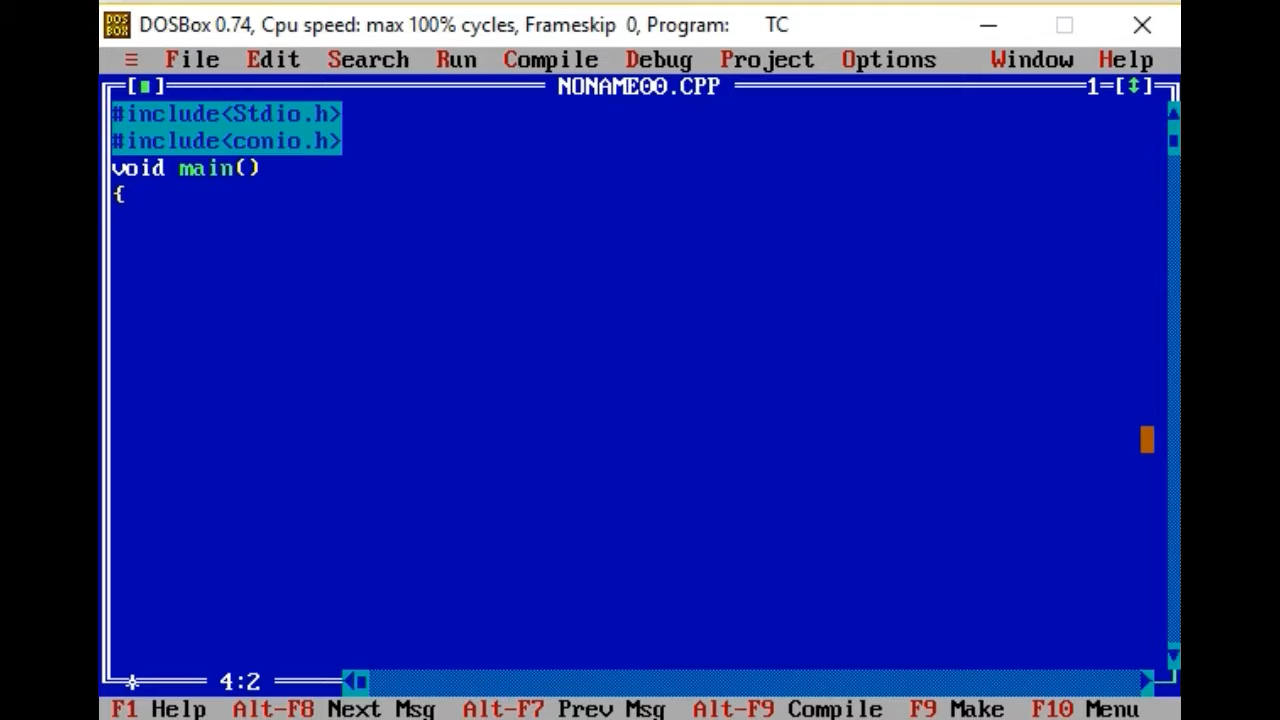 DOSBox 0.74, Cpu speed: max 100% cycles, Frameskip 0, Program: TC
≡ File Edit Search Run Compile Debug Project Options Window Help
[■] NONAME00.CPP 1=[↕]
#include<Stdio.h>
#include<conio.h>
void main()
{
4:2
F1 Help Alt-F8 Next Msg Alt-F7 Prev Msg Alt-F9 Compile F9 Make F10 Menu